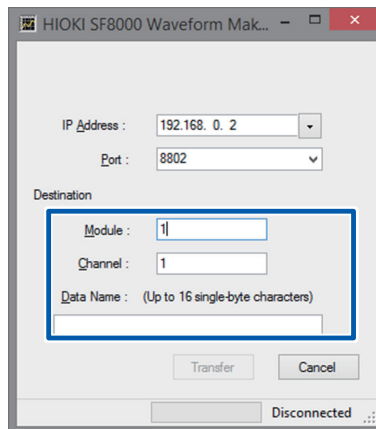 HIOKI SF8000 Waveform Mak...
IP Address : 192.168. 0. 2
Port : 8802
Destination
Module : 1
Channel : 1
Data Name : (Up to 16 single-byte characters)
Transfer Cancel
Disconnected